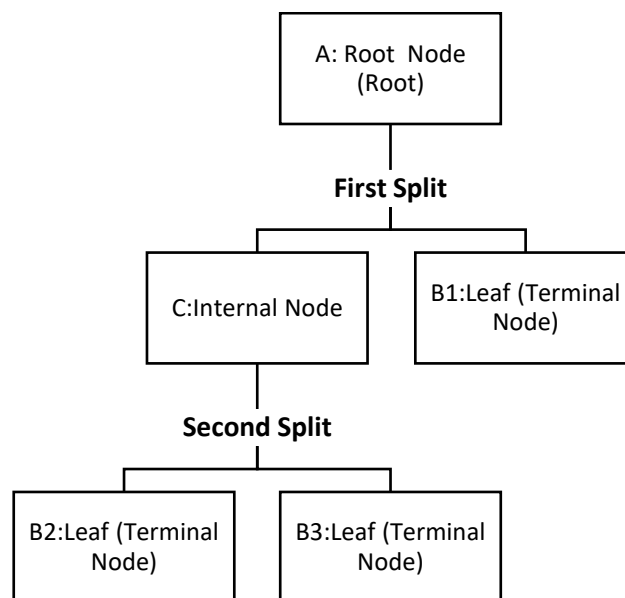 A: Root Node
(Root)
First Split
C:Internal Node
B1:Leaf (Terminal
Node)
Second Split
B2:Leaf (Terminal
Node)
B3:Leaf (Terminal
Node)